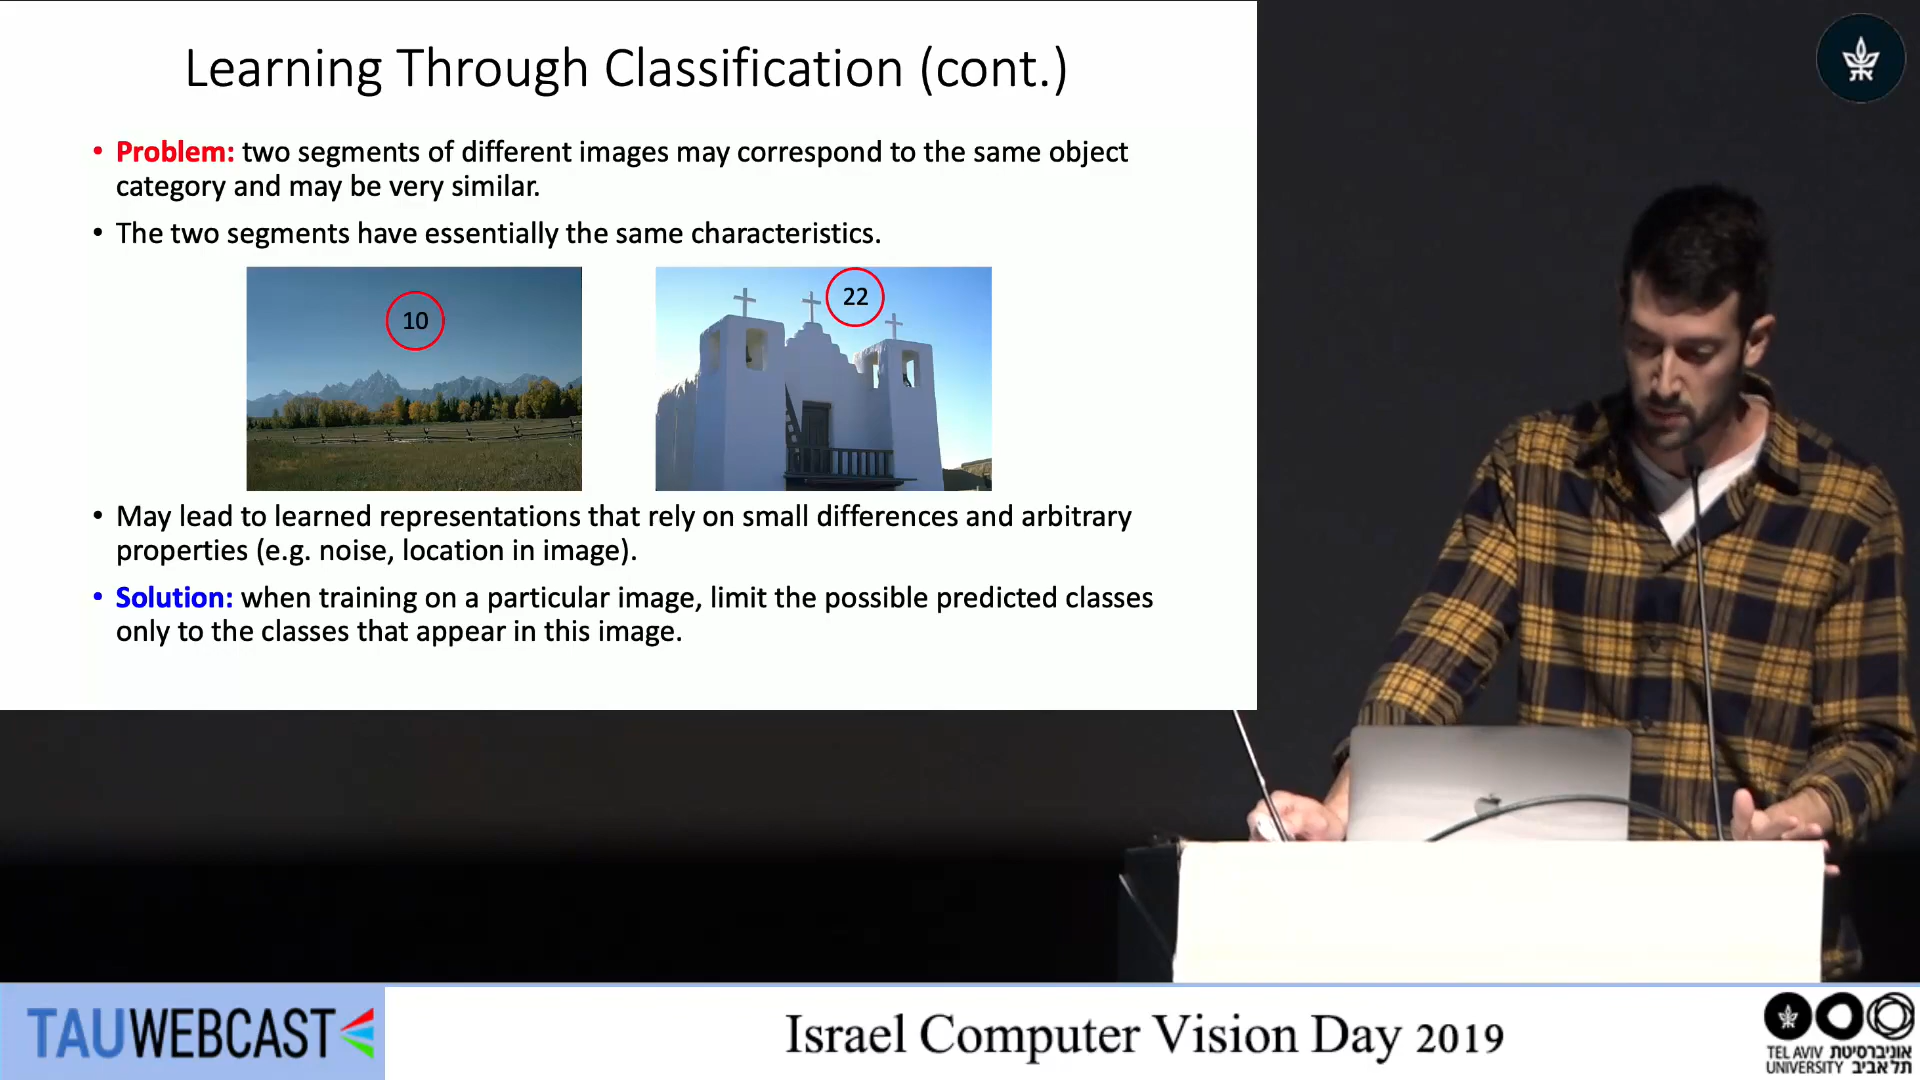 Learning Through Classification (cont.)
• Problem: two segments of different images may correspond to the same object
category and may be very similar.
• The two segments have essentially the same characteristics.
10
22
• May lead to learned representations that rely on small differences and arbitrary
properties (e.g. noise, location in image).
• Solution: when training on a particular image, limit the possible predicted classes
only to the classes that appear in this image.
TAUWEBCAST
Israel Computer Vision Day 2019
TEL AVIV אוניברסיטת
UNIVERSITY תל אביב